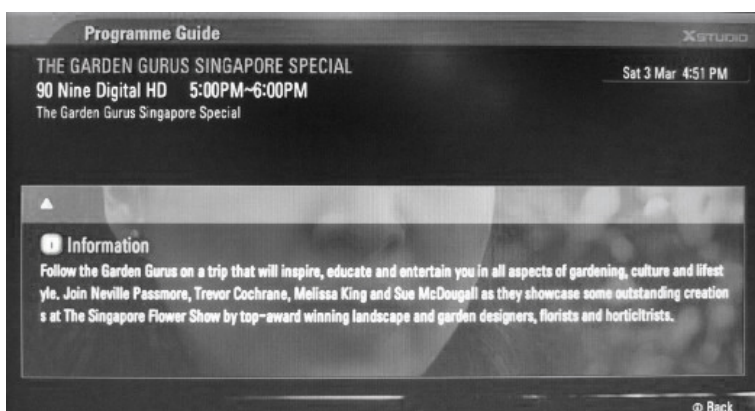 Programme Guide
XSTUDIO
THE GARDEN GURUS SINGAPORE SPECIAL
Sat 3 Mar 4:51 PM
90 Nine Digital HD 5:00PM~6:00PM
The Garden Gurus Singapore Special
i Information
Follow the Garden Gurus on a trip that will inspire, educate and entertain you in all aspects of gardening, culture and lifest
yle. Join Neville Passmore, Trevor Cochrane, Melissa King and Sue McDougall as they showcase some outstanding creation
s at The Singapore Flower Show by top-award winning landscape and garden designers, florists and horticltrists.
Back